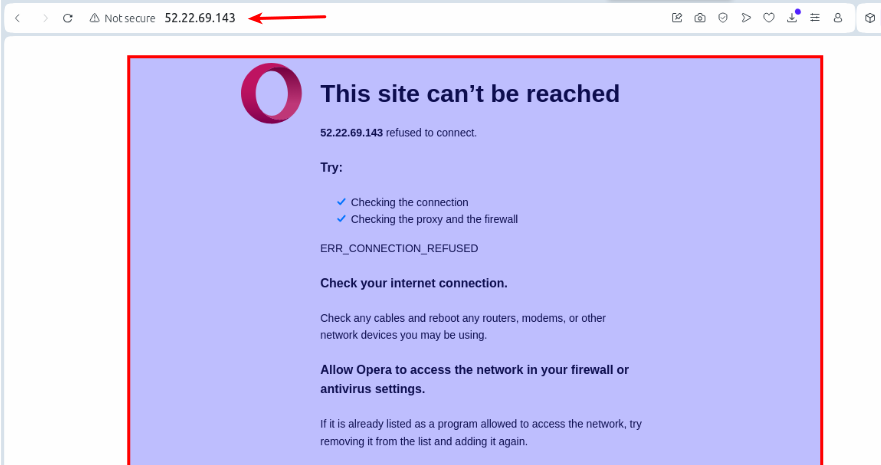 Not secure 52.22.69.143
This site can’t be reached
52.22.69.143 refused to connect.
Try:
Checking the connection
Checking the proxy and the firewall
ERR_CONNECTION_REFUSED
Check your internet connection.
Check any cables and reboot any routers, modems, or other
network devices you may be using.
Allow Opera to access the network in your firewall or
antivirus settings.
If it is already listed as a program allowed to access the network, try
removing it from the list and adding it again.